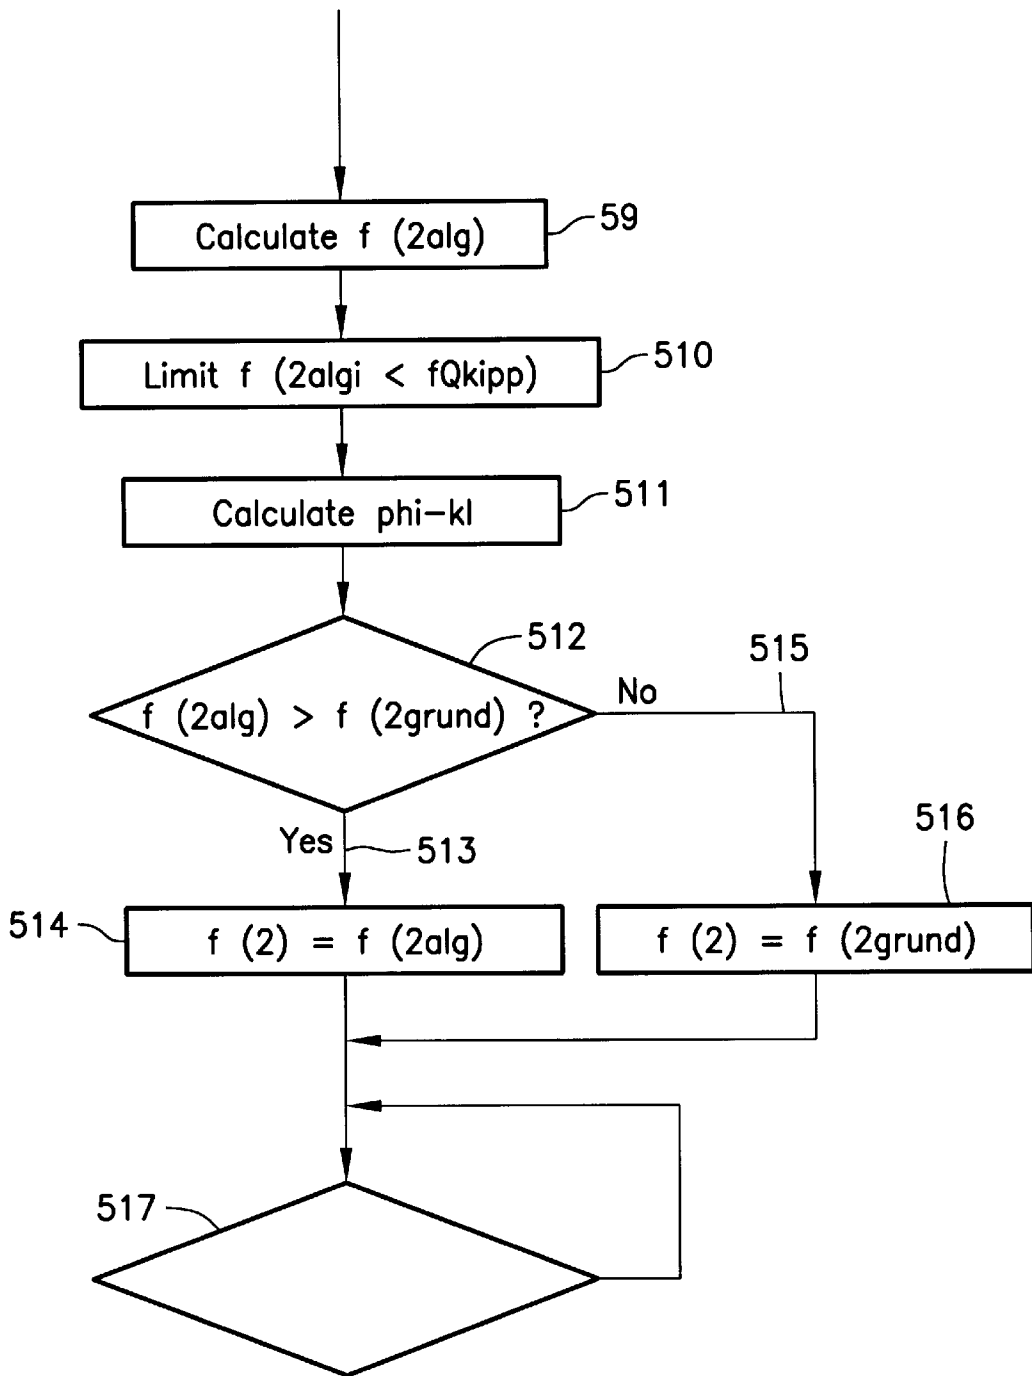 Calculate f (2alg)
59
Limit f (2algi < fQkipp)
510
Calculate phi-kl
511
512
f (2alg) > f (2grund) ?
No
515
Yes
513
516
514
f (2) = f (2alg)
f (2) = f (2grund)
517